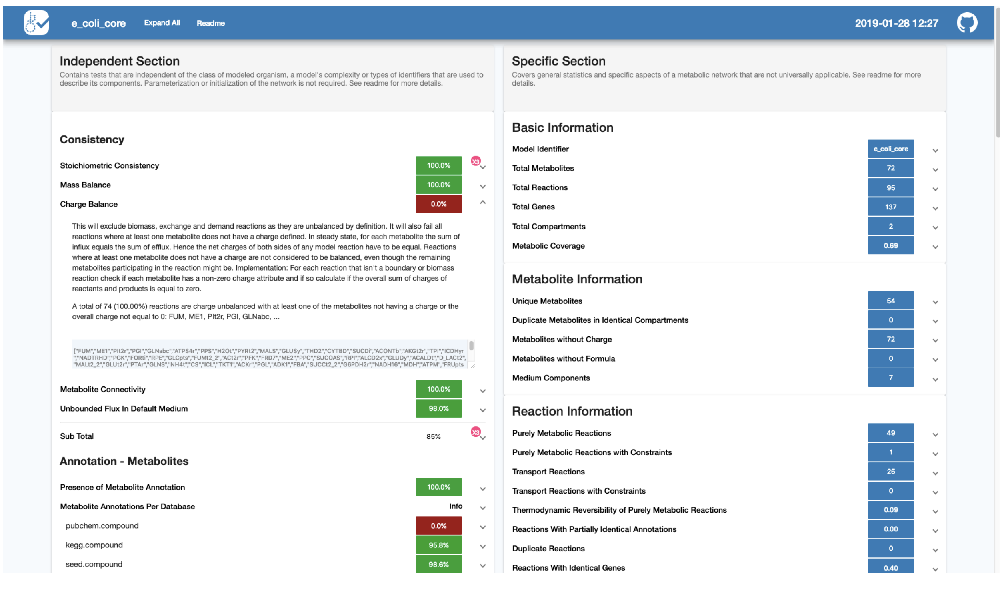 e_coli_core Expand All Readme 2019-01-28 12:27
Independent Section
Contains tests that are independent of the class of modeled organism, a model's complexity or types of identifiers that are used to
describe its components. Parameterization or initialization of the network is not required. See readme for more details.
Consistency
Stoichiometric Consistency 100.0% X3
Mass Balance 100.0%
Charge Balance 0.0%
This will exclude biomass, exchange and demand reactions as they are unbalanced by definition. It will also fail all
reactions where at least one metabolite does not have a charge defined. In steady state, for each metabolite the sum of
influx equals the sum of efflux. Hence the net charges of both sides of any model reaction have to be equal. Reactions
where at least one metabolite does not have a charge are not considered to be balanced, even though the remaining
metabolites participating in the reaction might be. Implementation: For each reaction that isn't a boundary or biomass
reaction check if each metabolite has a non-zero charge attribute and if so calculate if the overall sum of charges of
reactants and products is equal to zero.
A total of 74 (100.00%) reactions are charge unbalanced with at least one of the metabolites not having a charge or the
overall charge not equal to 0: FUM, ME1, PIt2r, PGI, GLNabc, ...
["FUM","ME1","PIt2r","PGI","GLNabc","ATPS4r","PPS","H2Ot","PYRt2","MALS","GLUSy","THD2","CYTBD","SUCDi","ACONTb","AKGt2r","TPI","ICDHyr
","NADTRHD","PGK","FORti","RPE","GLCpts","FUMt2_2","ACt2r","PFK","FRD7","ME2","PPC","SUCOAS","RPI","ALCD2x","GLUDy","ACALDt","D_LACt2",
"MALt2_2","GLUt2r","PTAr","GLNS","NH4t","CS","ICL","TKT1","ACKr","PGL","ADK1","FBA","SUCCt2_2","G6PDH2r","NADH16","MDH","ATPM","FRUpts
Metabolite Connectivity 100.0%
Unbounded Flux In Default Medium 98.0%
Sub Total 85% X3
Annotation - Metabolites
Presence of Metabolite Annotation 100.0%
Metabolite Annotations Per Database Info
pubchem.compound 0.0%
kegg.compound 95.8%
seed.compound 98.6%
Specific Section
Covers general statistics and specific aspects of a metabolic network that are not universally applicable. See readme for more
details.
Basic Information
Model Identifier e_coli_core
Total Metabolites 72
Total Reactions 95
Total Genes 137
Total Compartments 2
Metabolic Coverage 0.69
Metabolite Information
Unique Metabolites 54
Duplicate Metabolites in Identical Compartments 0
Metabolites without Charge 72
Metabolites without Formula 0
Medium Components 7
Reaction Information
Purely Metabolic Reactions 49
Purely Metabolic Reactions with Constraints 1
Transport Reactions 25
Transport Reactions with Constraints 0
Thermodynamic Reversibility of Purely Metabolic Reactions 0.09
Reactions With Partially Identical Annotations 0.00
Duplicate Reactions 0
Reactions With Identical Genes 0.40